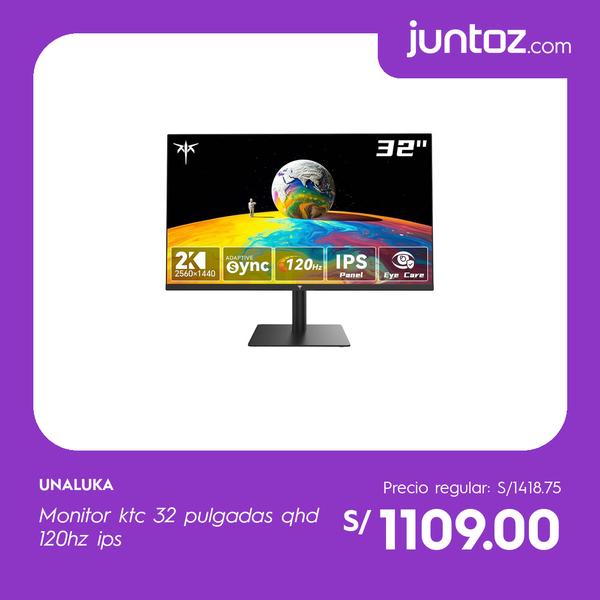 juntoz.com
32"
2K
2560×1440
ADAPTIVE
Sync
120Hz
IPS
Panel
Eye Care
UNALUKA
Monitor ktc 32 pulgadas qhd
120hz ips
Precio regular: S/1418.75
S/ 1109.00